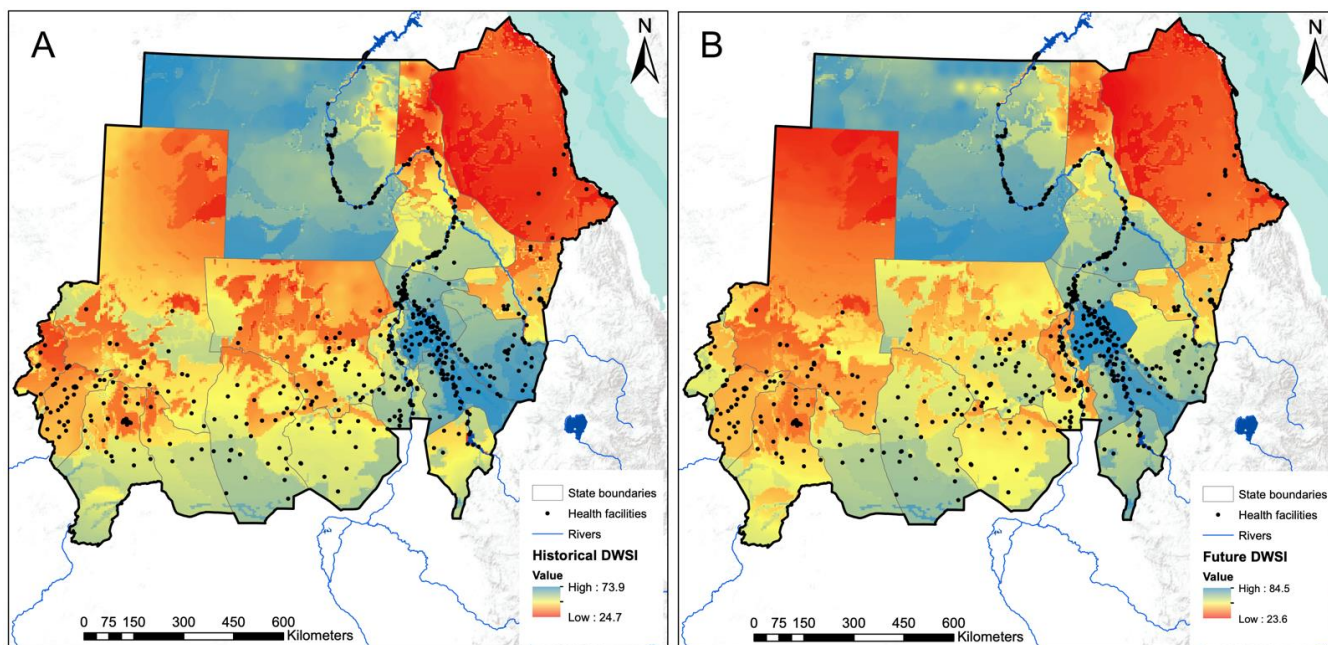 A
N
State boundaries
Health facilities
Rivers
Historical DWSI
Value
High : 73.9
Low : 24.7
0 75 150 300 450 600
Kilometers
B
N
State boundaries
Health facilities
Rivers
Future DWSI
Value
High : 84.5
Low : 23.6
0 75 150 300 450 600
Kilometers